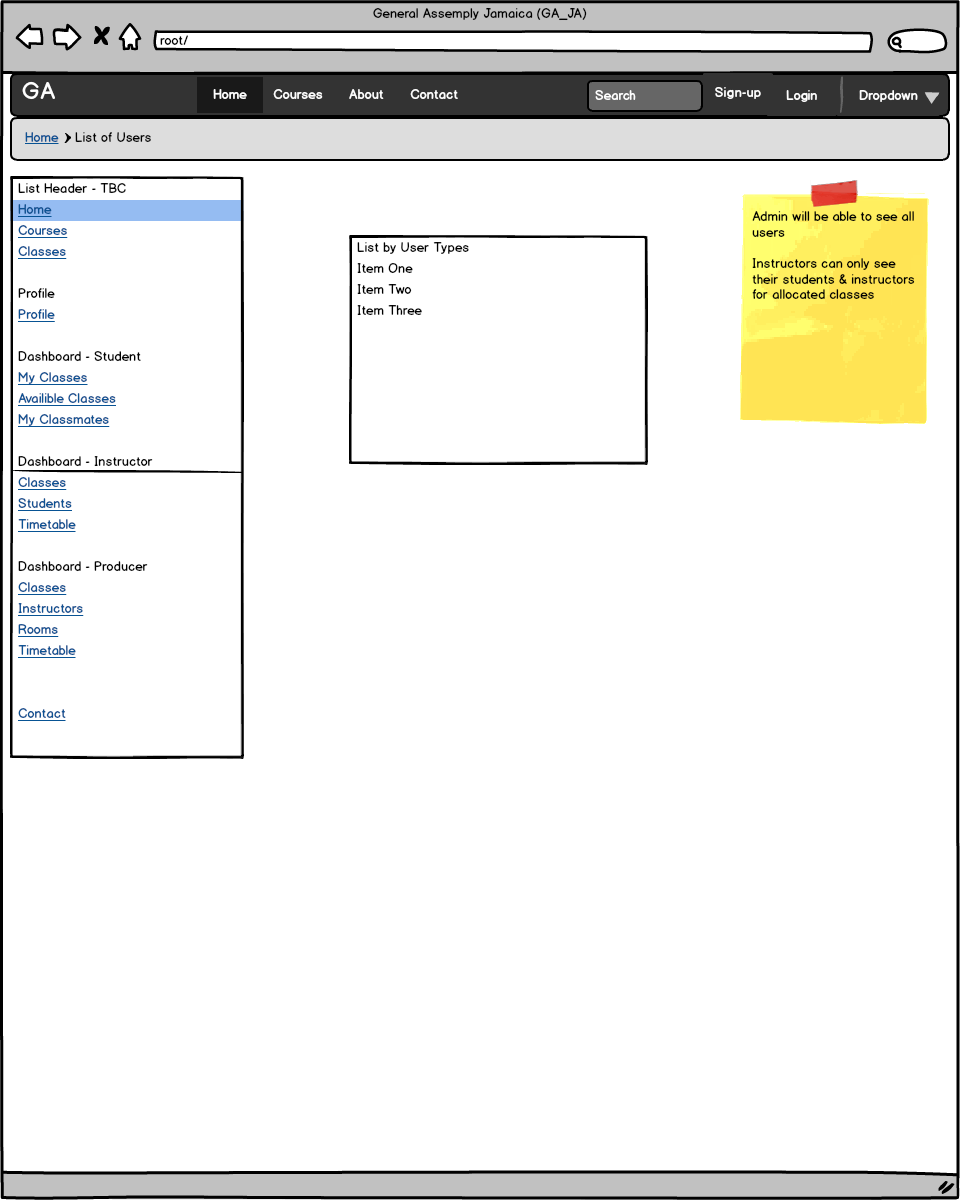 General Assemply Jamaica (GA_JA)
root/
GA
Home Courses About Contact Search Sign-up Login Dropdown
Home List of Users
List Header - TBC
Home
Courses
Classes
Profile
Profile
Dashboard - Student
My Classes
Availible Classes
My Classmates
Dashboard - Instructor
Classes
Students
Timetable
Dashboard - Producer
Classes
Instructors
Rooms
Timetable
Contact
List by User Types
Item One
Item Two
Item Three
Admin will be able to see all
users
Instructors can only see
their students & instructors
for allocated classes